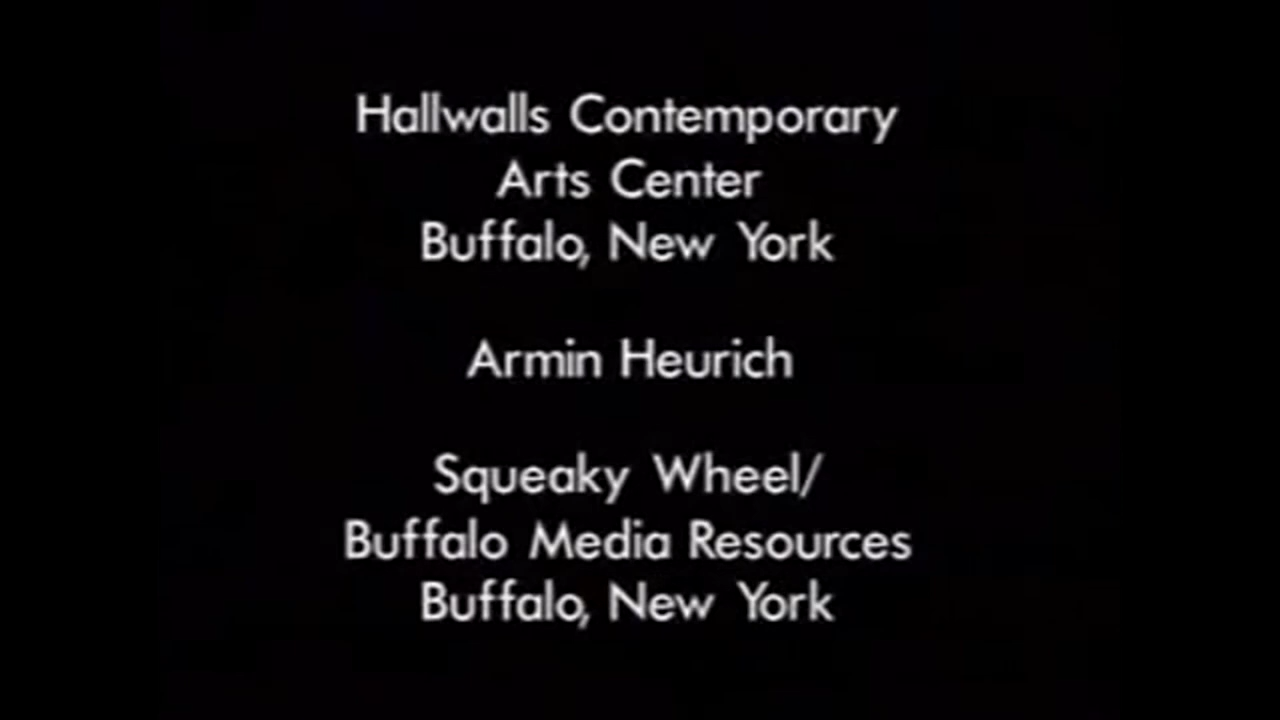 Hallwalls Contemporary
Arts Center
Buffalo, New York
Armin Heurich
Squeaky Wheel/
Buffalo Media Resources
Buffalo, New York